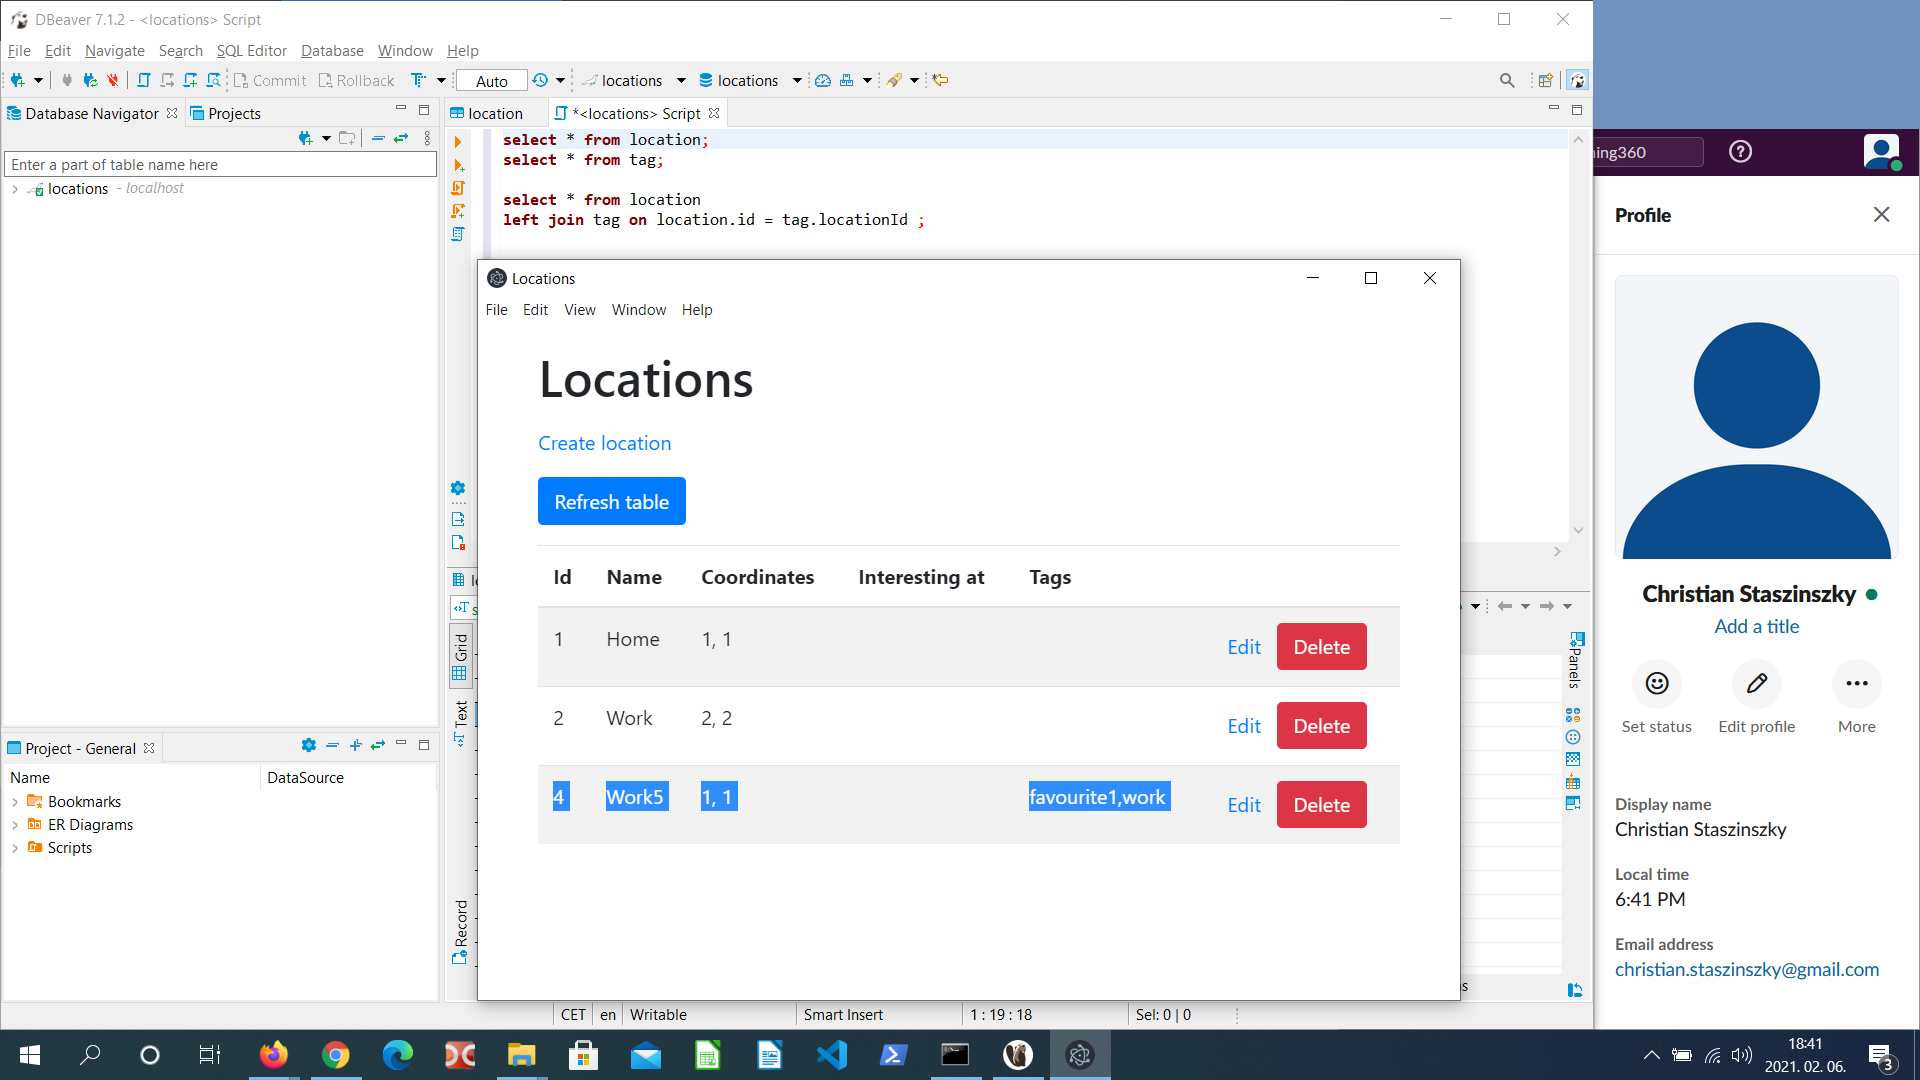 DBeaver 7.1.2 - <locations> Script
File Edit Navigate Search SQL Editor Database Window Help
Commit Rollback Auto locations locations
Database Navigator Projects
Enter a part of table name here
locations - localhost
location *<locations> Script
select * from location;
select * from tag;
select * from location
left join tag on location.id = tag.locationId ;
Locations
File Edit View Window Help
Locations
Create location
Refresh table
Id Name Coordinates Interesting at Tags
1 Home 1, 1 Edit Delete
2 Work 2, 2 Edit Delete
4 Work5 1, 1 favourite1,work Edit Delete
Grid
Text
Record
Panels
Project - General
Name DataSource
Bookmarks
ER Diagrams
Scripts
CET en Writable Smart Insert 1 : 19 : 18 Sel: 0 | 0
ing360
Profile
Christian Staszinszky
Add a title
Set status Edit profile More
Display name
Christian Staszinszky
Local time
6:41 PM
Email address
christian.staszinszky@gmail.com
18:41
2021. 02. 06.
3